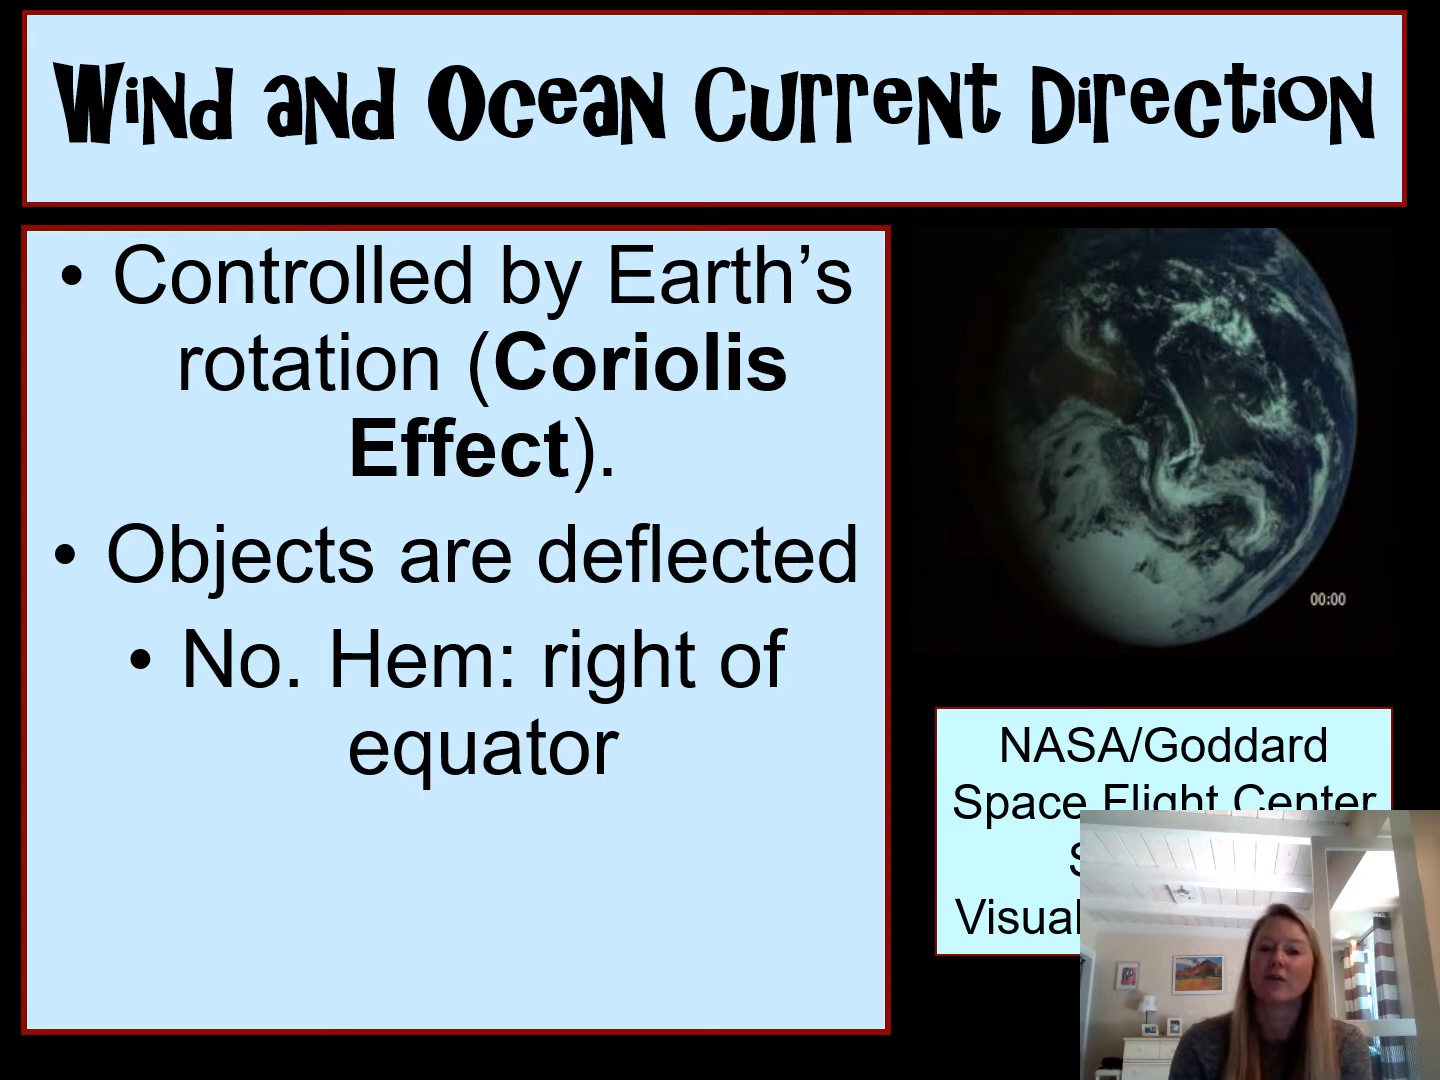 Wind and Ocean Current Direction
• Controlled by Earth’s
rotation (Coriolis
Effect).
• Objects are deflected
• No. Hem: right of
equator
00:00
NASA/Goddard
Space Flight Center